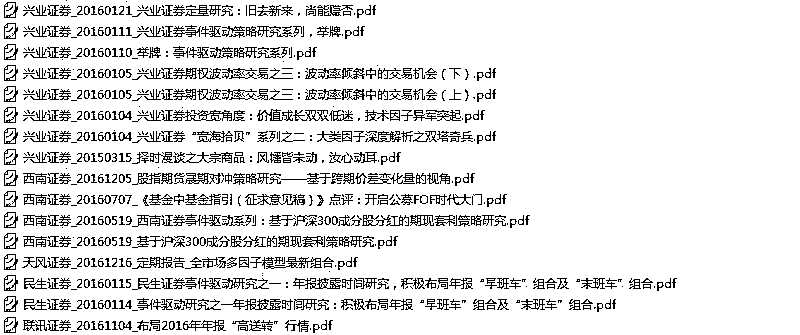 兴业证券_20160121_兴业证券定量研究：旧去新来，尚能隐否.pdf
兴业证券_20160111_兴业证券事件驱动策略研究系列，举牌.pdf
兴业证券_20160110_举牌：事件驱动策略研究系列.pdf
兴业证券_20160105_兴业证券期权波动率交易之三：波动率倾斜中的交易机会（下）.pdf
兴业证券_20160105_兴业证券期权波动率交易之三：波动率倾斜中的交易机会（上）.pdf
兴业证券_20160104_兴业证券投资宽角度：价值成长双双低迷，技术因子异军突起.pdf
兴业证券_20160104_兴业证券“宽海拾贝”系列之二：大类因子深度解析之双塔奇兵.pdf
兴业证券_20150315_择时漫谈之大宗商品：风幡皆未动，汝心动耳.pdf
西南证券_20161205_股指期货展期对冲策略研究——基于跨期价差变化量的视角.pdf
西南证券_20160707_《基金中基金指引（征求意见稿）》点评：开启公募FOF时代大门.pdf
西南证券_20160519_西南证券事件驱动系列：基于沪深300成分股分红的期现套利策略研究.pdf
西南证券_20160519_基于沪深300成分股分红的期现套利策略研究.pdf
天风证券_20161216_定期报告_全市场多因子模型最新组合.pdf
民生证券_20160115_民生证券事件驱动研究之一：年报披露时间研究，积极布局年报“早班车”组合及“末班车”组合.pdf
民生证券_20160114_事件驱动研究之一年报披露时间研究：积极布局年报“早班车”组合及“末班车”组合.pdf
联讯证券_20161104_布局2016年年报“高送转”行情.pdf